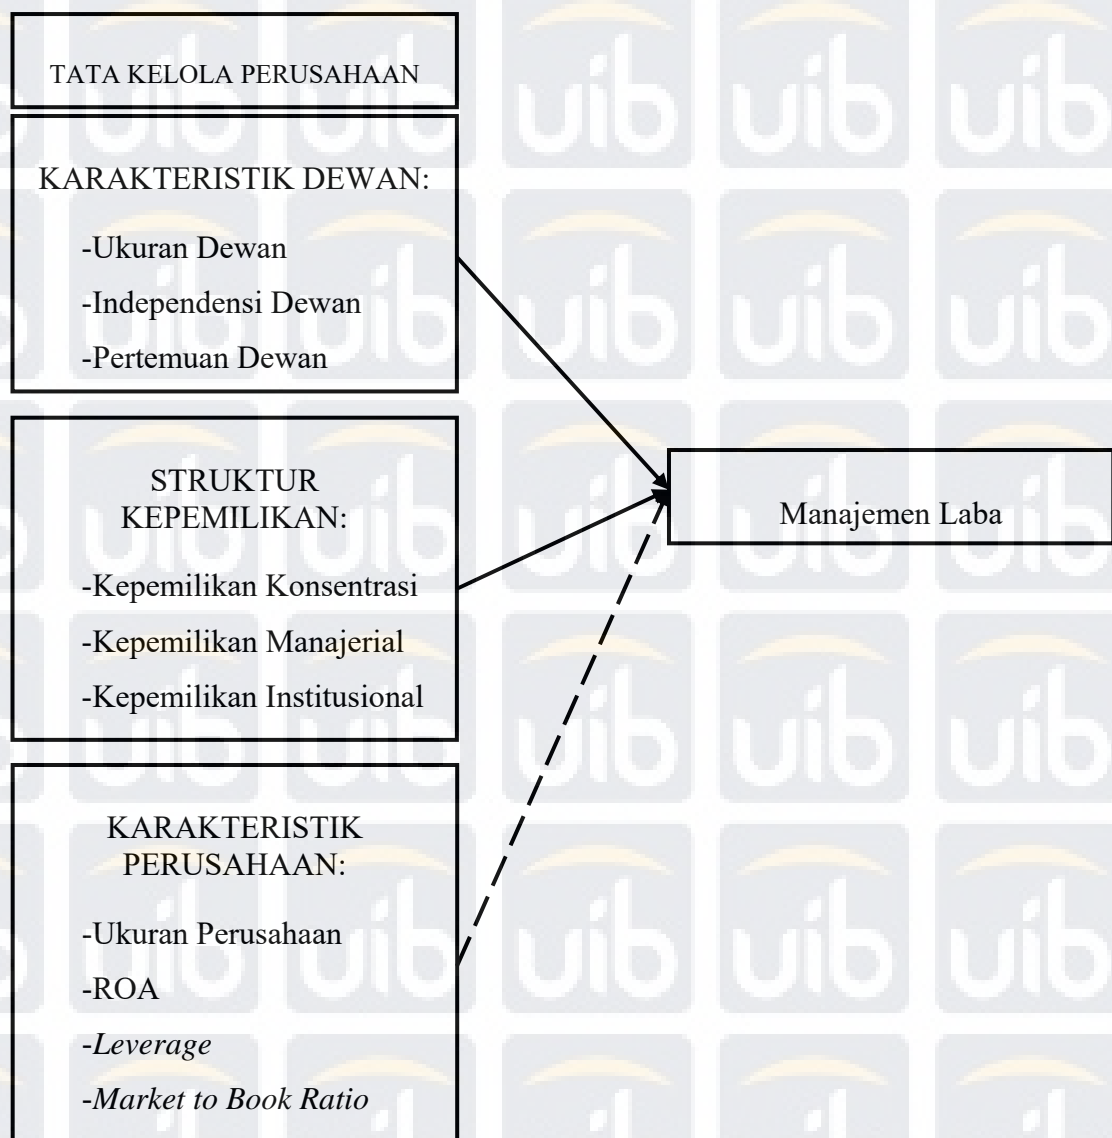 TATA KELOLA PERUSAHAAN
KARAKTERISTIK DEWAN:
-Ukuran Dewan
-Independensi Dewan
-Pertemuan Dewan
STRUKTUR
KEPEMILIKAN:
-Kepemilikan Konsentrasi
-Kepemilikan Manajerial
-Kepemilikan Institusional
KARAKTERISTIK
PERUSAHAAN:
-Ukuran Perusahaan
-ROA
-Leverage
-Market to Book Ratio
Manajemen Laba